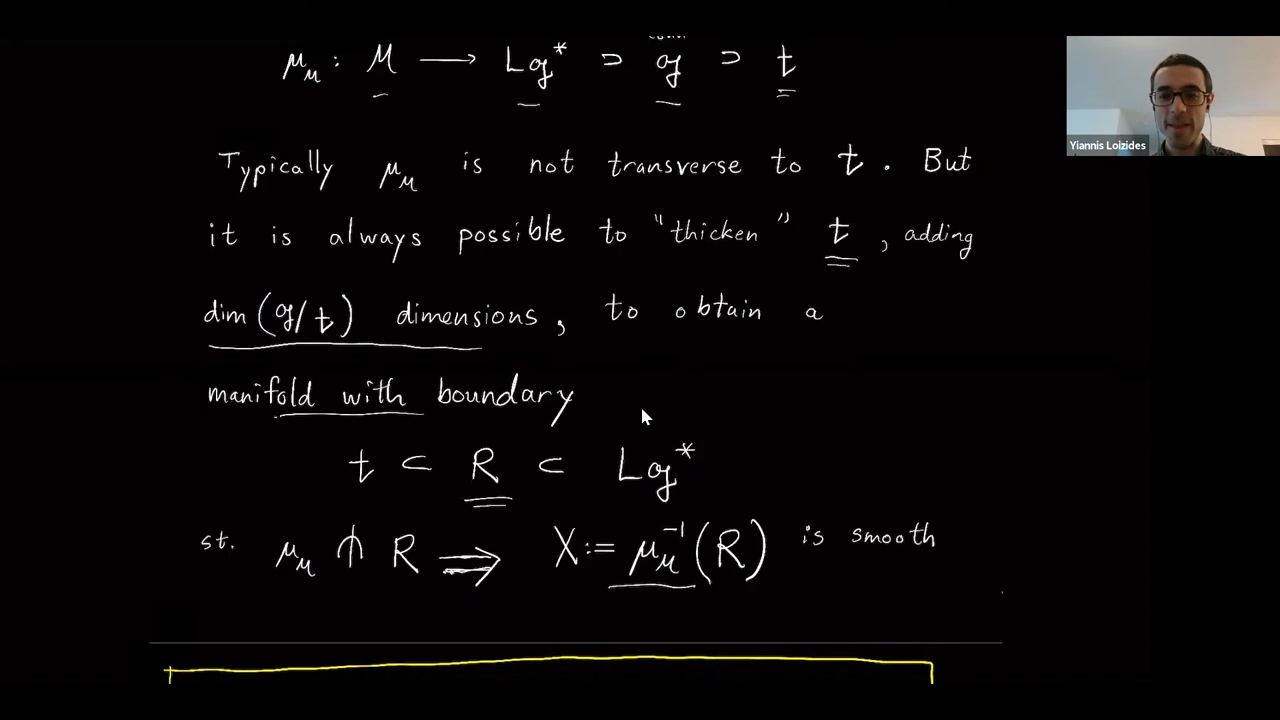 μ_M : M ⟶ Lg* ⊃ g ⊃ t
Yiannis Loizides
Typically μ_M is not transverse to t. But
it is always possible to "thicken" t, adding
dim(g/t) dimensions, to obtain a
manifold with boundary
t ⊂ R ⊂ Lg*
st. μ_M ⋔ R ⟹ X := μ_M⁻¹(R) is smooth